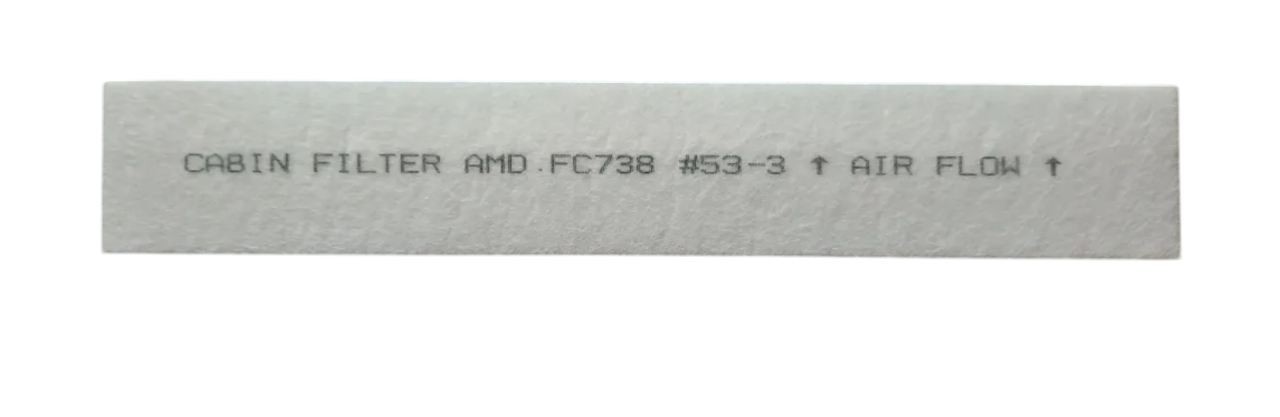 CABIN FILTER AMD.FC738 #53-3 ↑ AIR FLOW ↑